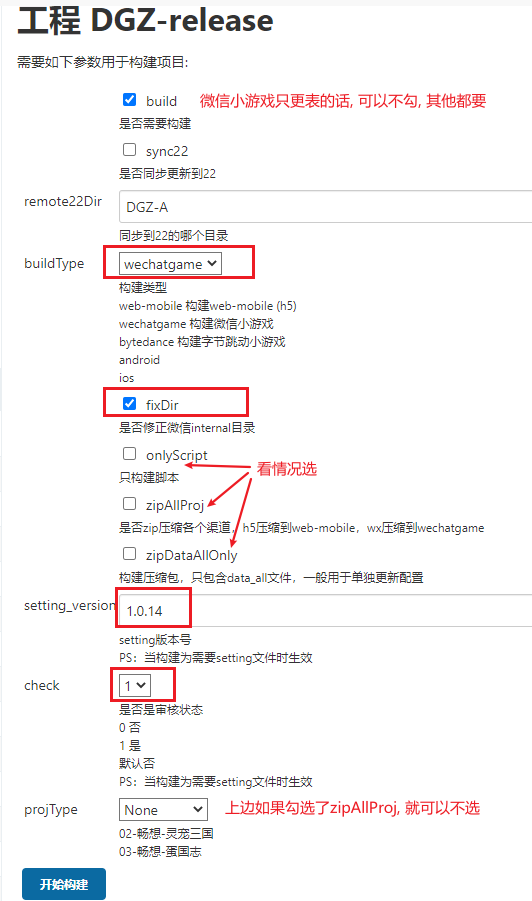 工程 DGZ-release
需要如下参数用于构建项目:
build 微信小游戏只更表的话, 可以不勾, 其他都要
是否需要构建
sync22
是否同步更新到22
remote22Dir DGZ-A
同步到22的哪个目录
buildType wechatgame
构建类型
web-mobile 构建web-mobile (h5)
wechatgame 构建微信小游戏
bytedance 构建字节跳动小游戏
android
ios
fixDir
是否修正微信internal目录
onlyScript 看情况选
只构建脚本
zipAllProj
是否zip压缩各个渠道，h5压缩到web-mobile，wx压缩到wechatgame
zipDataAllOnly
构建压缩包，只包含data_all文件，一般用于单独更新配置
setting_version 1.0.14
setting版本号
PS：当构建为需要setting文件时生效
check 1
是否是审核状态
0 否
1 是
默认否
PS：当构建为需要setting文件时生效
projType None 上边如果勾选了zipAllProj, 就可以不选
02-畅想-灵宠三国
03-畅想-蛋国志
开始构建